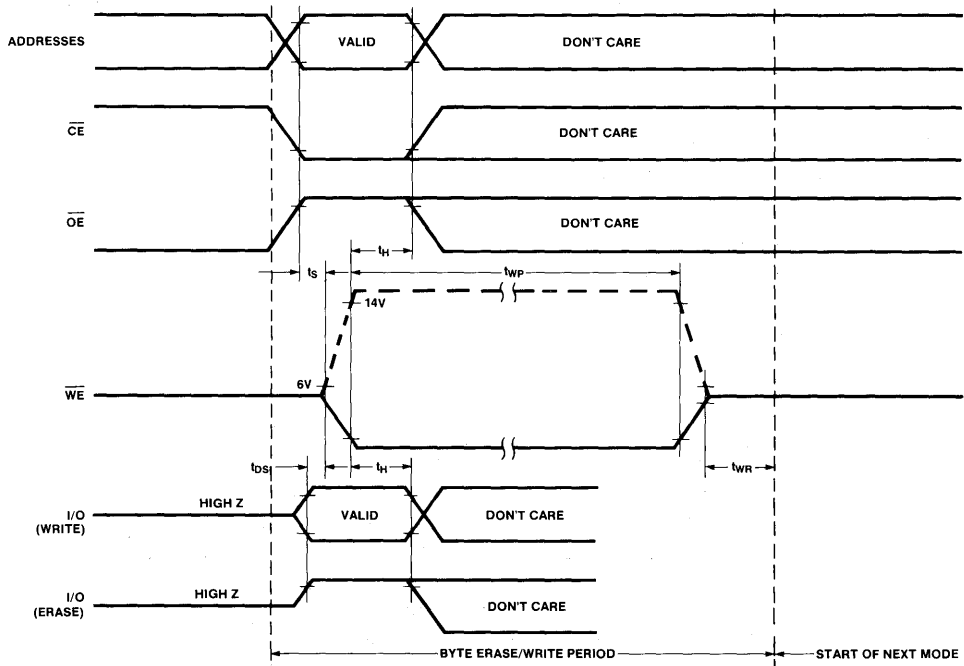 ADDRESSES
VALID
DON'T CARE
CE
DON'T CARE
OE
DON'T CARE
tH
tS
tWP
14V
6V
WE
tDS
tH
tWR
HIGH Z
I/O
(WRITE)
VALID
DON'T CARE
HIGH Z
I/O
(ERASE)
DON'T CARE
BYTE ERASE/WRITE PERIOD
START OF NEXT MODE